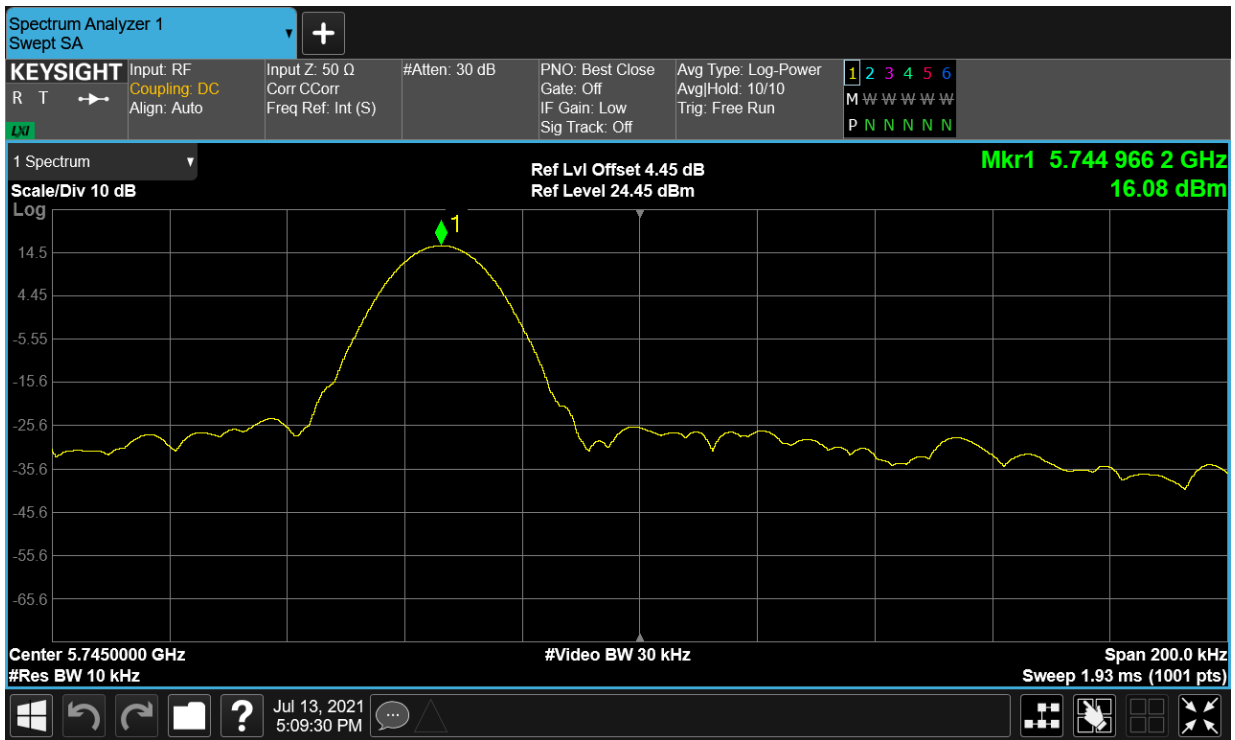 Spectrum Analyzer 1
Swept SA
KEYSIGHT
R T
LXI
Input: RF
Coupling: DC
Align: Auto
Input Z: 50 Ω
Corr CCorr
Freq Ref: Int (S)
#Atten: 30 dB
PNO: Best Close
Gate: Off
IF Gain: Low
Sig Track: Off
Avg Type: Log-Power
Avg|Hold: 10/10
Trig: Free Run
1 2 3 4 5 6
M W W W W W
P N N N N N
1 Spectrum
Scale/Div 10 dB
Log
Ref Lvl Offset 4.45 dB
Ref Level 24.45 dBm
Mkr1 5.744 966 2 GHz
16.08 dBm
1
14.5
4.45
-5.55
-15.6
-25.6
-35.6
-45.6
-55.6
-65.6
Center 5.7450000 GHz
#Res BW 10 kHz
#Video BW 30 kHz
Span 200.0 kHz
Sweep 1.93 ms (1001 pts)
?
Jul 13, 2021
5:09:30 PM